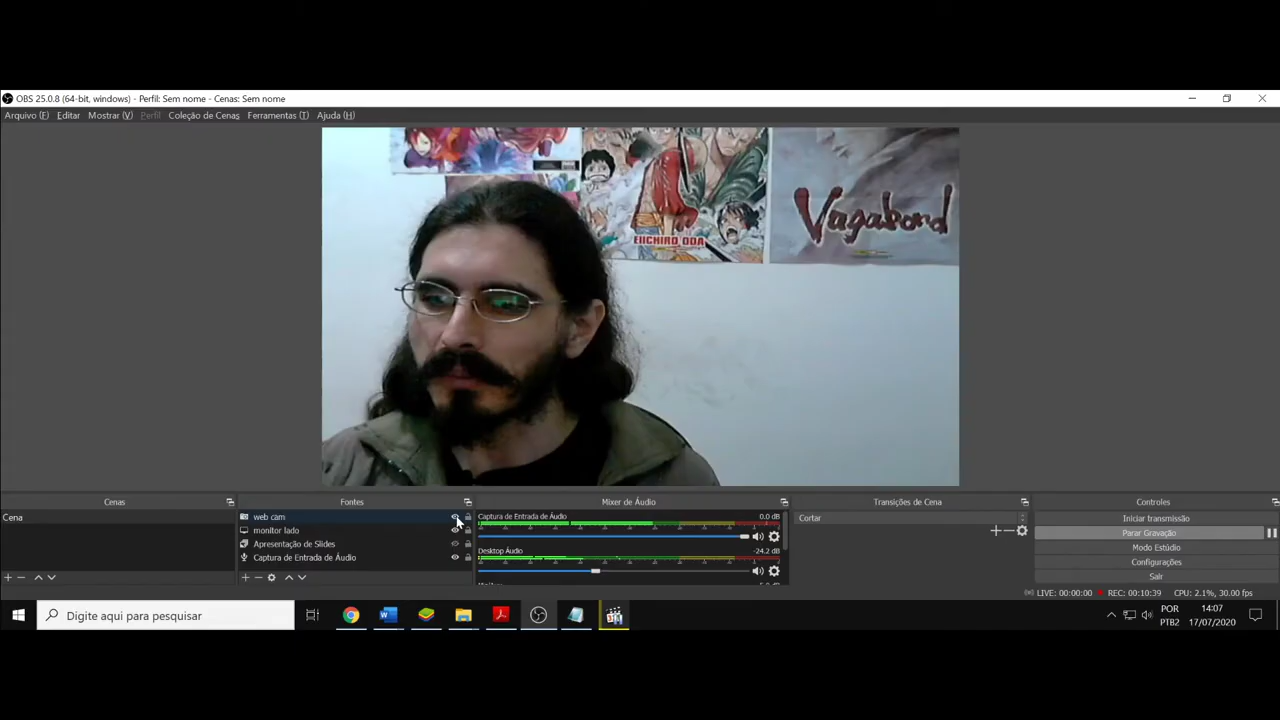 OBS 25.0.8 (64-bit, windows) - Perfil: Sem nome - Cenas: Sem nome
Arquivo (F) Editar Mostrar (V) Perfil Coleção de Cenas Ferramentas (T) Ajuda (H)
EIICHIRO ODA
Vagabond
Cenas
Cena
Fontes
web cam
monitor lado
Apresentação de Slides
Captura de Entrada de Áudio
Mixer de Áudio
Captura de Entrada de Áudio 0.0 dB
Desktop Áudio -24.2 dB
Transições de Cena
Cortar
Controles
Iniciar transmissão
Parar Gravação
Modo Estúdio
Configurações
Sair
LIVE: 00:00:00 REC: 00:10:39 CPU: 2.1%, 30.00 fps
Digite aqui para pesquisar
POR
PTB2
14:07
17/07/2020